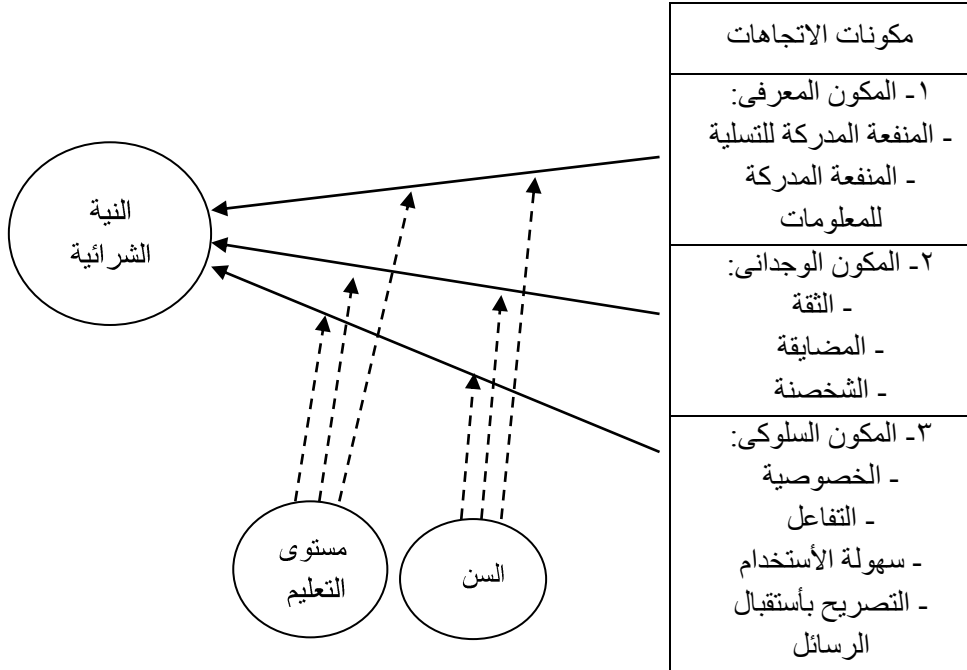 مكونات الاتجاهات
١- المكون المعرفى:
- المنفعة المدركة للتسلية
- المنفعة المدركة
للمعلومات
٢- المكون الوجدانى:
- الثقة
- المضايقة
- الشخصنة
٣- المكون السلوكى:
- الخصوصية
- التفاعل
- سهولة الأستخدام
- التصريح بأستقبال
الرسائل
النية
الشرائية
السن
مستوى
التعليم